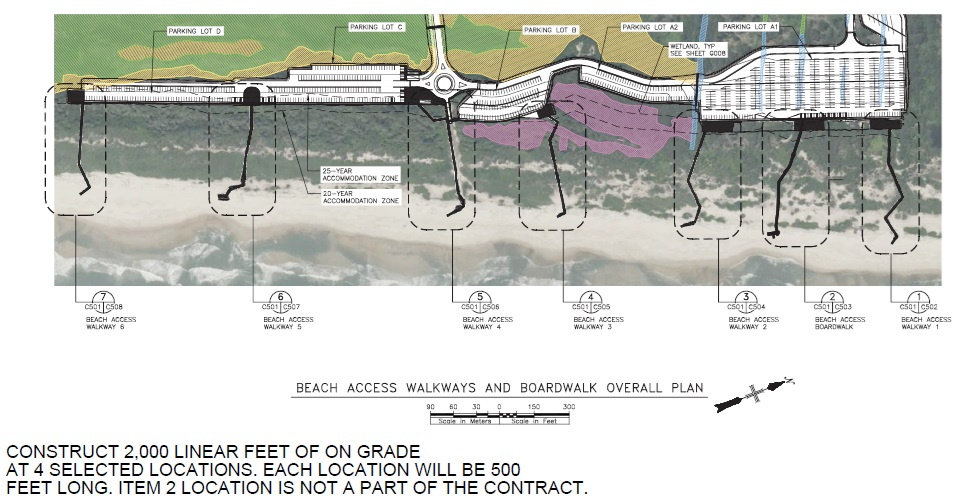 PARKING LOT D
PARKING LOT C
PARKING LOT B
PARKING LOT A2
PARKING LOT A1
WETLAND, TYP
SEE SHEET G008
25-YEAR
ACCOMMODATION ZONE
20-YEAR
ACCOMMODATION ZONE
7
C501 C508
BEACH ACCESS
WALKWAY 6
6
C501 C507
BEACH ACCESS
WALKWAY 5
5
C501 C506
BEACH ACCESS
WALKWAY 4
4
C501 C505
BEACH ACCESS
WALKWAY 3
3
C501 C504
BEACH ACCESS
WALKWAY 2
2
C501 C503
BEACH ACCESS
BOARDWALK
1
C501 C502
BEACH ACCESS
WALKWAY 1
BEACH ACCESS WALKWAYS AND BOARDWALK OVERALL PLAN
90 60 30 0 150 300
Scale In Meters Scale In Feet
CONSTRUCT 2,000 LINEAR FEET OF ON GRADE
AT 4 SELECTED LOCATIONS. EACH LOCATION WILL BE 500
FEET LONG. ITEM 2 LOCATION IS NOT A PART OF THE CONTRACT.